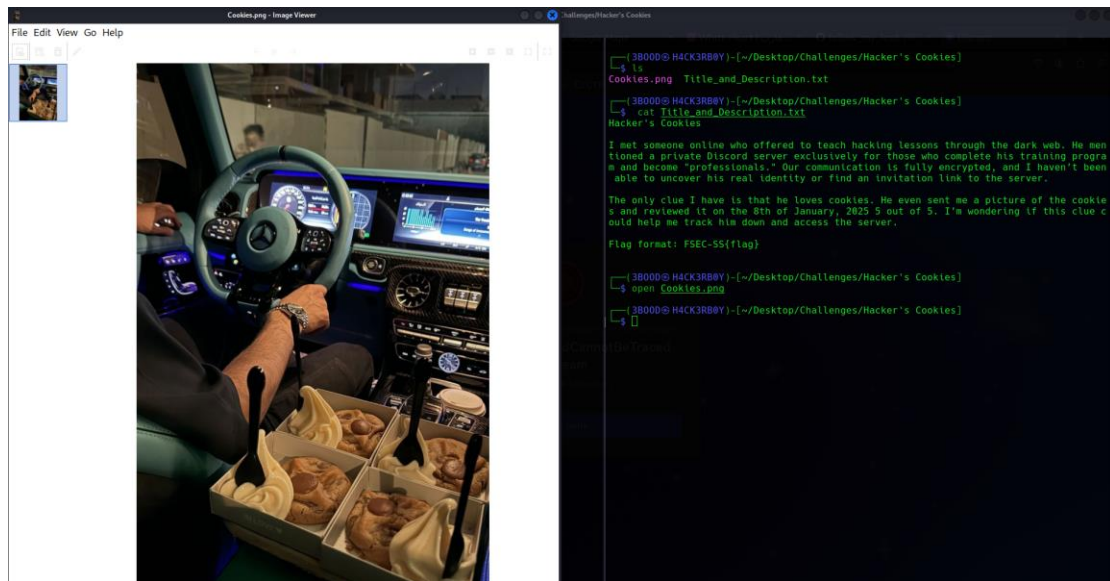 Cookies.png - Image Viewer
File Edit View Go Help
Challenges/Hacker's Cookies
┌──(3BOOD㉿H4CK3RB0Y)-[~/Desktop/Challenges/Hacker's Cookies]
└─$ ls
Cookies.png  Title_and_Description.txt
┌──(3BOOD㉿H4CK3RB0Y)-[~/Desktop/Challenges/Hacker's Cookies]
└─$ cat Title_and_Description.txt
Hacker's Cookies
I met someone online who offered to teach hacking lessons through the dark web. He men
tioned a private Discord server exclusively for those who complete his training progra
m and become "professionals." Our communication is fully encrypted, and I haven't been
able to uncover his real identity or find an invitation link to the server.
The only clue I have is that he loves cookies. He even sent me a picture of the cookie
s and reviewed it on the 8th of January, 2025 5 out of 5. I'm wondering if this clue c
ould help me track him down and access the server.
Flag format: FSEC-SS{flag}
┌──(3BOOD㉿H4CK3RB0Y)-[~/Desktop/Challenges/Hacker's Cookies]
└─$ open Cookies.png
┌──(3BOOD㉿H4CK3RB0Y)-[~/Desktop/Challenges/Hacker's Cookies]
└─$